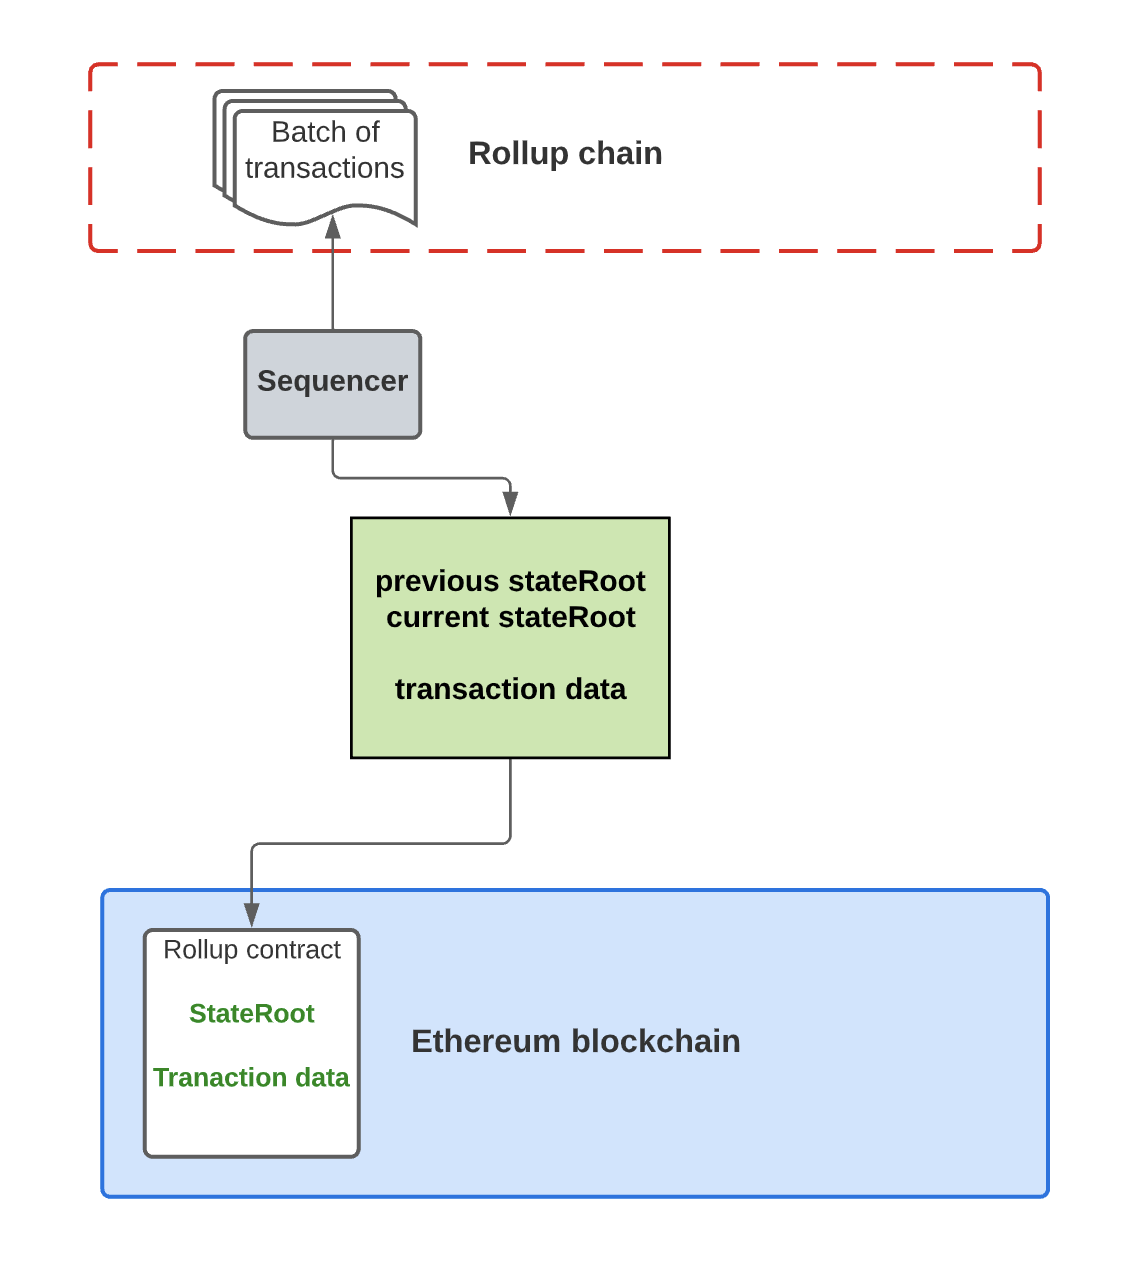 Batch of
transactions
Rollup chain
Sequencer
previous stateRoot
current stateRoot
transaction data
Rollup contract
StateRoot
Tranaction data
Ethereum blockchain